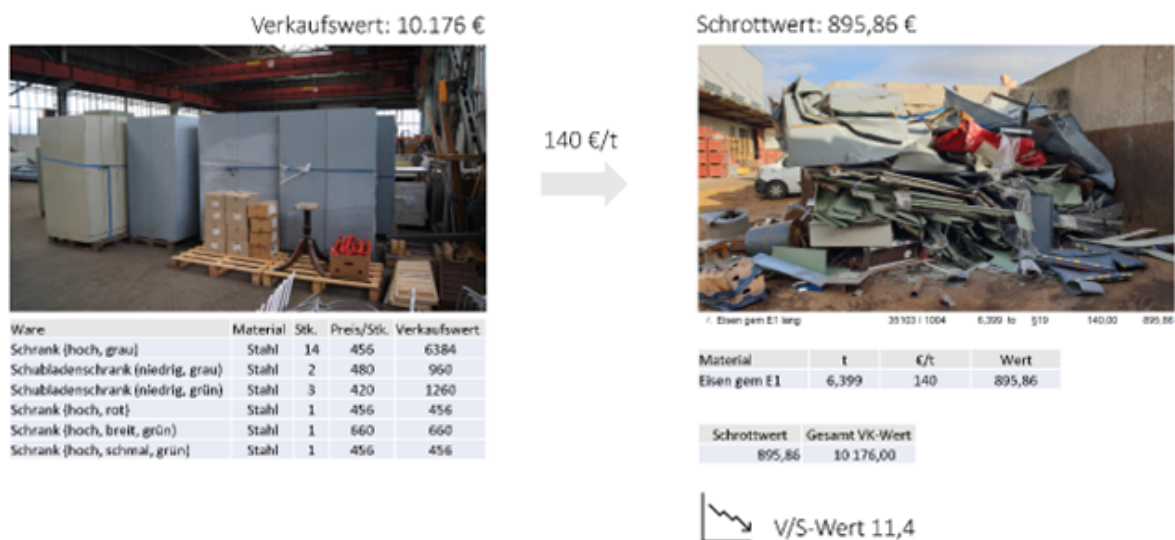 Verkaufswert: 10.176 €
Schrottwert: 895,86 €
140 €/t
Ware Material Stk. Preis/Stk. Verkaufswert
Schrank (hoch, grau) Stahl 14 456 6384
Schubladenschrank (niedrig, grau) Stahl 2 480 960
Schubladenschrank (niedrig, grün) Stahl 3 420 1260
Schrank (hoch, rot) Stahl 1 456 456
Schrank (hoch, breit, grün) Stahl 1 660 660
Schrank (hoch, schmal, grün) Stahl 1 456 456
Eisen gem E1 lang 35103 / 1004 6,399 to §19 140,00 895,86
Material t €/t Wert
Eisen gem E1 6,399 140 895,86
Schrottwert Gesamt VK-Wert
895,86 10 176,00
V/S-Wert 11,4